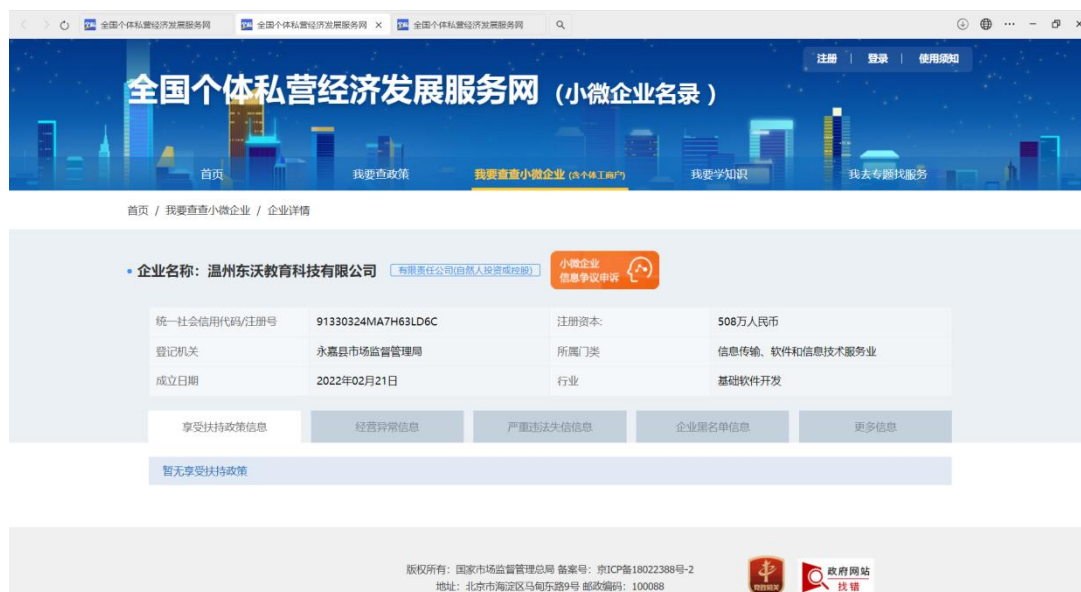 全国个体私营经济发展服务网 全国个体私营经济发展服务网 × 全国个体私营经济发展服务网
注册 | 登录 | 使用须知
全国个体私营经济发展服务网（小微企业名录）
首页 我要查政策 我要查查小微企业 (含个体工商户) 我要学知识 我去专题找服务
首页 / 我要查查小微企业 / 企业详情
• 企业名称：温州东沃教育科技有限公司 有限责任公司(自然人投资或控股)
小微企业
信息争议申诉
统一社会信用代码/注册号 91330324MA7H63LD6C 注册资本: 508万人民币
登记机关 永嘉县市场监督管理局 所属门类 信息传输、软件和信息技术服务业
成立日期 2022年02月21日 行业 基础软件开发
享受扶持政策信息 经营异常信息 严重违法失信信息 企业黑名单信息 更多信息
暂无享受扶持政策
版权所有：国家市场监督管理总局 备案号：京ICP备18022388号-2
地址：北京市海淀区马甸东路9号 邮政编码：100088
党政机关
政府网站
找错